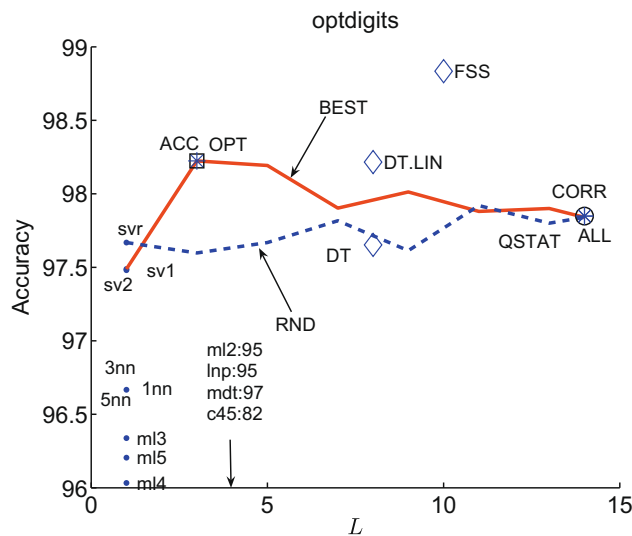 optdigits
99
FSS
BEST
98.5
ACC OPT
DT.LIN
98
CORR
svr
QSTAT ALL
DT
97.5
sv2 sv1
Accuracy
RND
97
ml2:95
lnp:95
mdt:97
c45:82
3nn
1nn
5nn
96.5
ml3
ml5
ml4
96
0 5 10 15
L